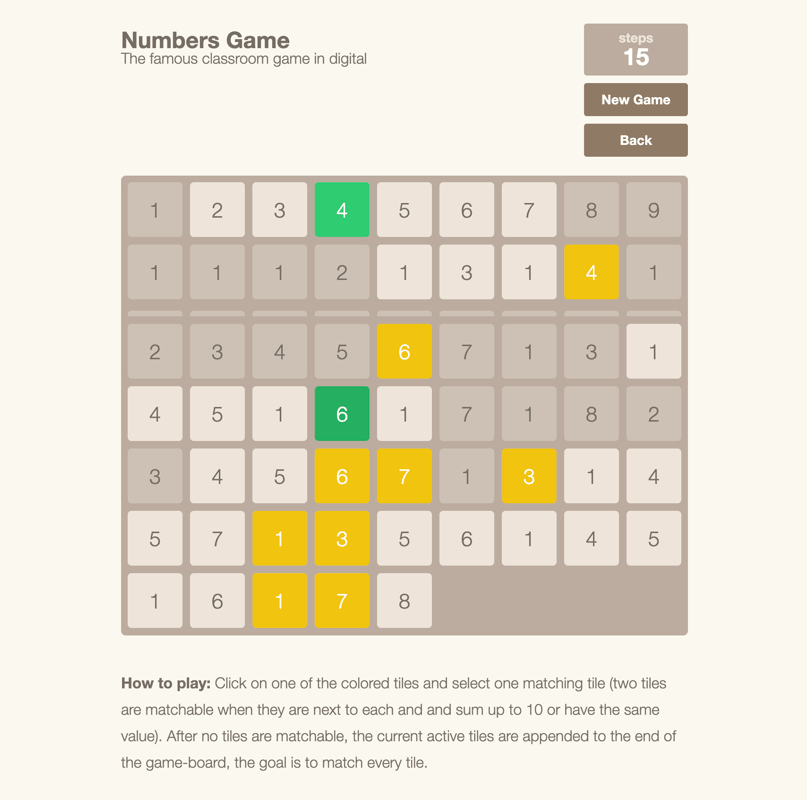 Numbers Game
The famous classroom game in digital
steps
15
New Game
Back
1 2 3 4 5 6 7 8 9
1 1 1 2 1 3 1 4 1
2 3 4 5 6 7 1 3 1
4 5 1 6 1 7 1 8 2
3 4 5 6 7 1 3 1 4
5 7 1 3 5 6 1 4 5
1 6 1 7 8
How to play: Click on one of the colored tiles and select one matching tile (two tiles
are matchable when they are next to each and and sum up to 10 or have the same
value). After no tiles are matchable, the current active tiles are appended to the end of
the game-board, the goal is to match every tile.